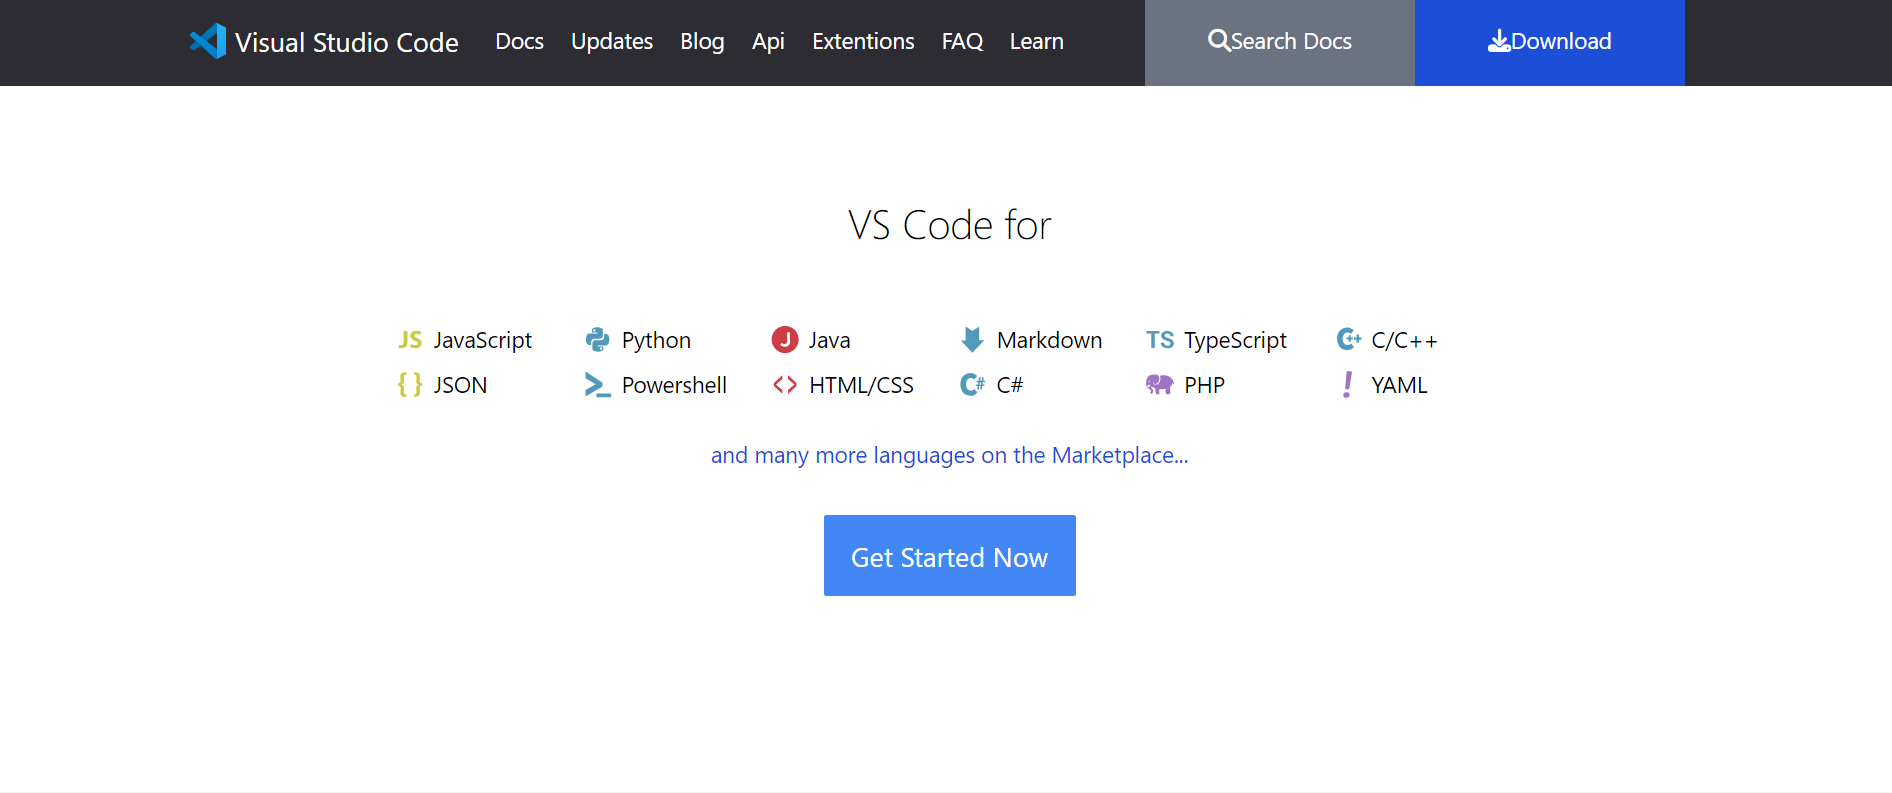 Visual Studio Code Docs Updates Blog Api Extentions FAQ Learn Search Docs Download
VS Code for
JS JavaScript Python J Java Markdown TS TypeScript C++ C/C++
{ } JSON Powershell <> HTML/CSS C# C# PHP ! YAML
and many more languages on the Marketplace...
Get Started Now